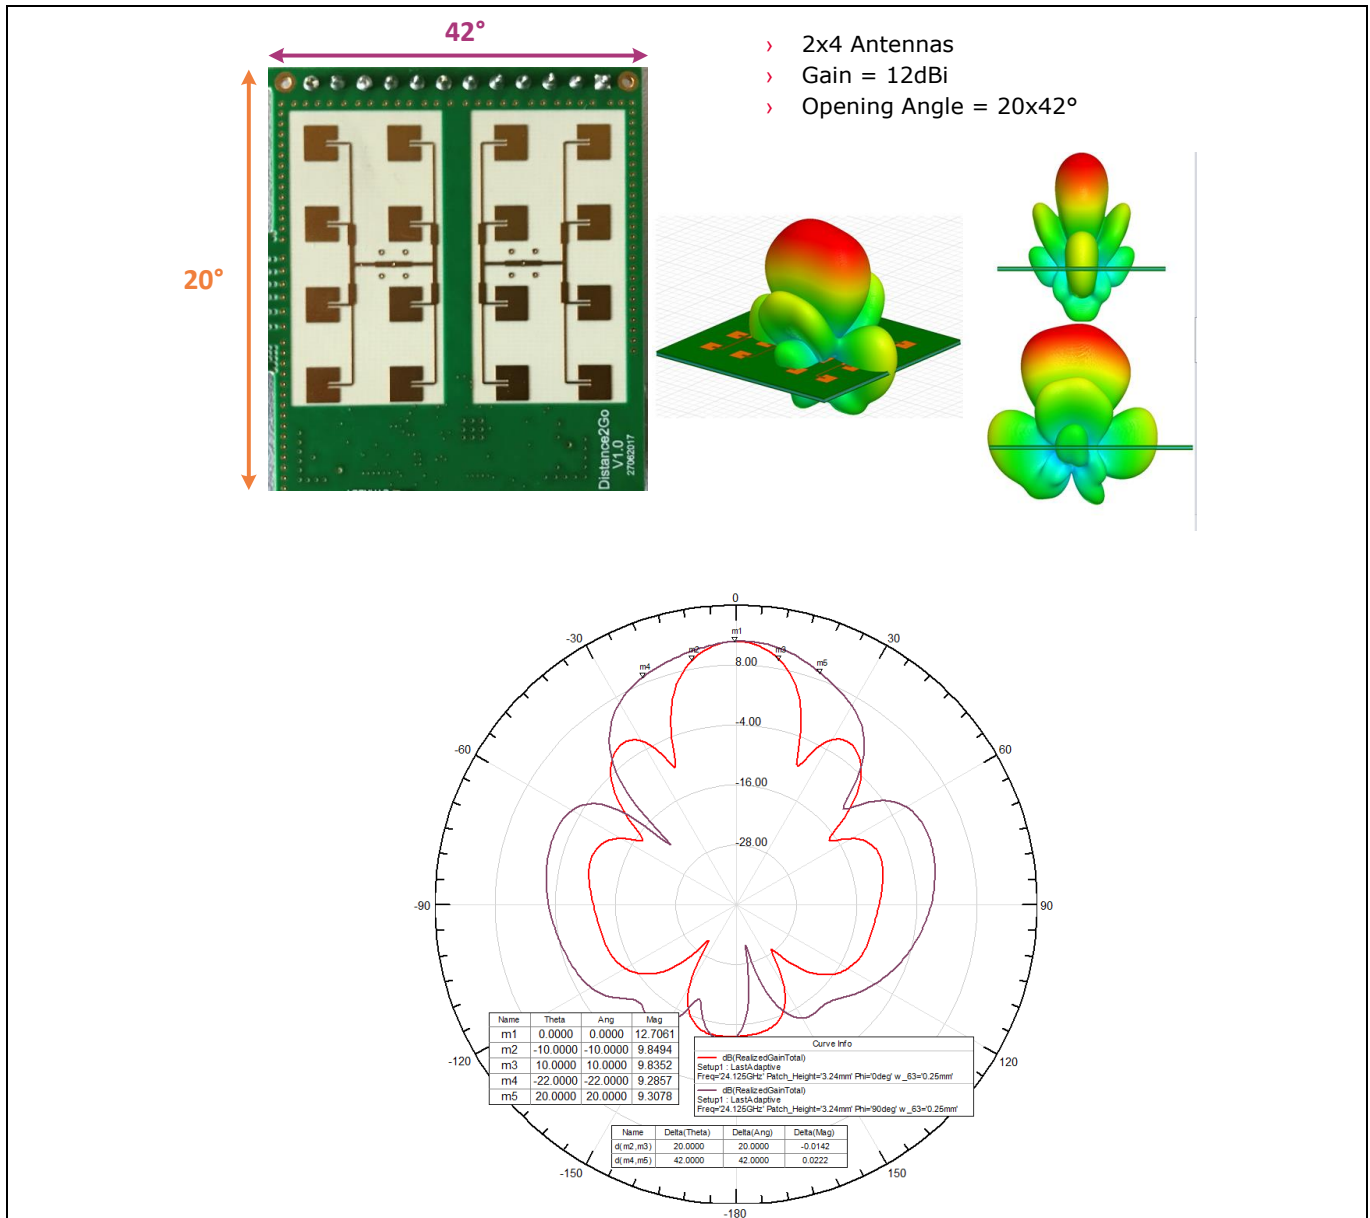 42°
20°
› 2x4 Antennas
› Gain = 12dBi
› Opening Angle = 20x42°
Distance2Go
V1.0
27062017
0
-30
30
-60
60
-90
90
-120
120
-150
150
-180
m1
m2
m3
m4
m5
8.00
-4.00
-16.00
-28.00
Name Theta Ang Mag
m1 0.0000 0.0000 12.7061
m2 -10.0000 -10.0000 9.8494
m3 10.0000 10.0000 9.8352
m4 -22.0000 -22.0000 9.2857
m5 20.0000 20.0000 9.3078
Curve Info
dB(RealizedGainTotal)
Setup1 : LastAdaptive
Freq='24.125GHz' Patch_Height='3.24mm' Phi='0deg' w_63='0.25mm'
dB(RealizedGainTotal)
Setup1 : LastAdaptive
Freq='24.125GHz' Patch_Height='3.24mm' Phi='90deg' w_63='0.25mm'
Name Delta(Theta) Delta(Ang) Delta(Mag)
d(m2,m3) 20.0000 20.0000 -0.0142
d(m4,m5) 42.0000 42.0000 0.0222